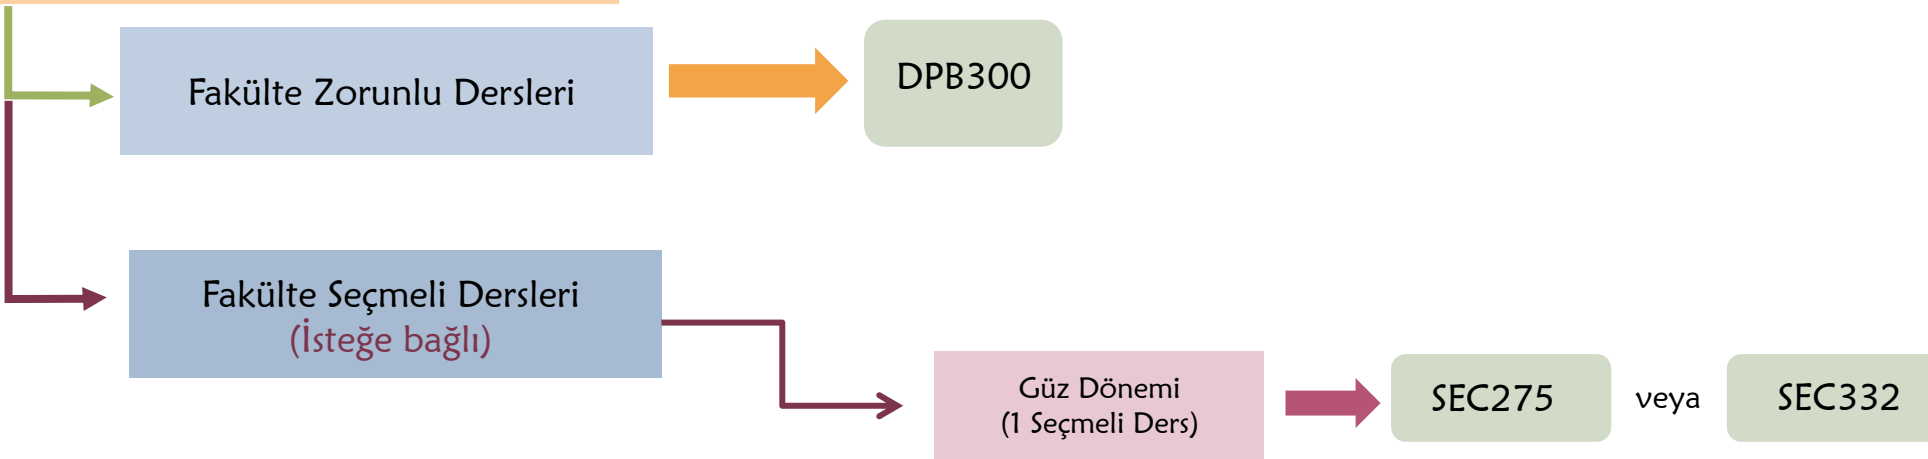 Fakülte Zorunlu Dersleri
DPB300
Fakülte Seçmeli Dersleri
(İsteğe bağlı)
Güz Dönemi
(1 Seçmeli Ders)
SEC275
veya
SEC332